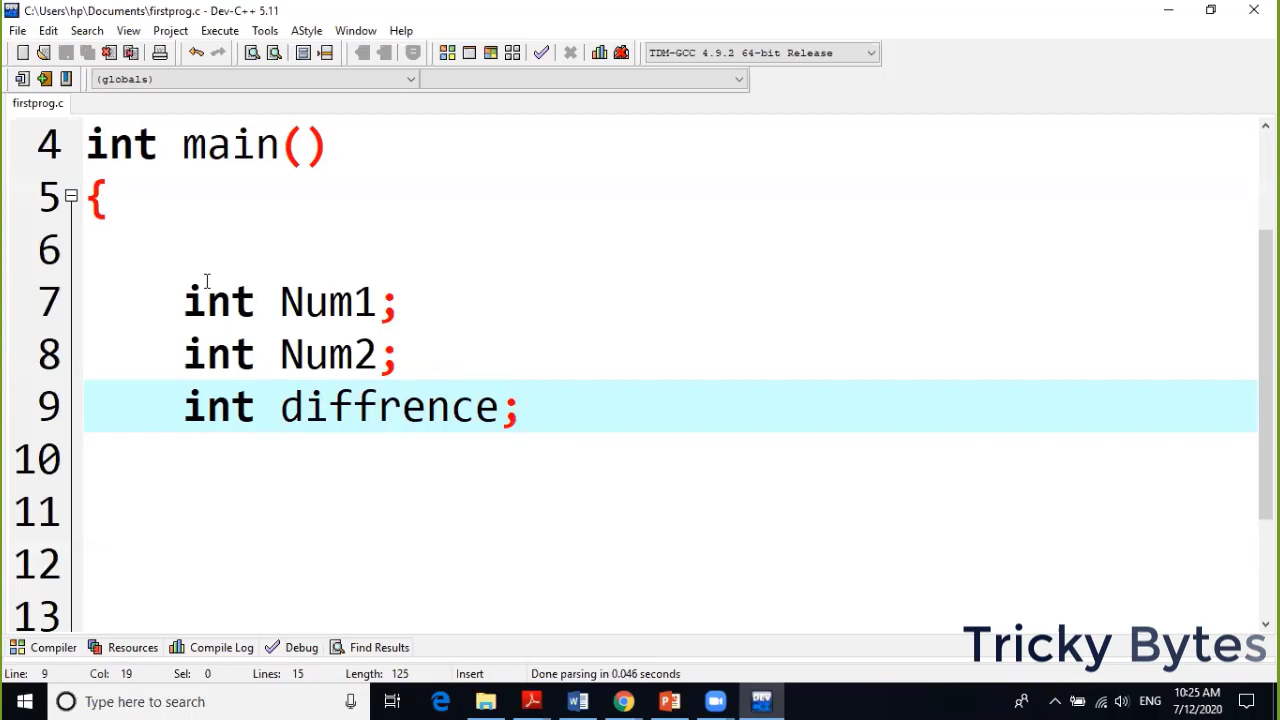 C:\Users\hp\Documents\firstprog.c - Dev-C++ 5.11
File Edit Search View Project Execute Tools AStyle Window Help
TDM-GCC 4.9.2 64-bit Release
(globals)
firstprog.c
4 int main()
5 {
6
7 int Num1;
8 int Num2;
9 int diffrence;
10
11
12
13
Tricky Bytes
Compiler Resources Compile Log Debug Find Results
Line: 9 Col: 19 Sel: 0 Lines: 15 Length: 125 Insert Done parsing in 0.046 seconds
Type here to search
DEV
ENG
10:25 AM
7/12/2020